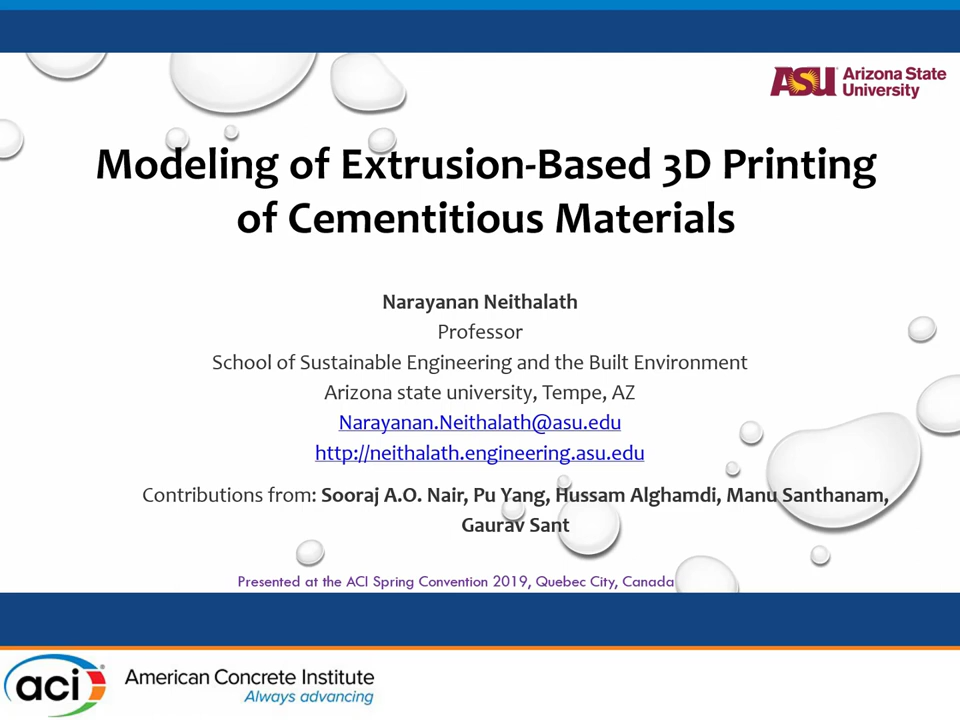 ASU Arizona State
University
Modeling of Extrusion-Based 3D Printing
of Cementitious Materials
Narayanan Neithalath
Professor
School of Sustainable Engineering and the Built Environment
Arizona state university, Tempe, AZ
Narayanan.Neithalath@asu.edu
http://neithalath.engineering.asu.edu
Contributions from: Sooraj A.O. Nair, Pu Yang, Hussam Alghamdi, Manu Santhanam,
Gaurav Sant
Presented at the ACI Spring Convention 2019, Quebec City, Canada
aci American Concrete Institute
Always advancing